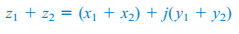 z₁ + z₂ = (x₁ + x₂) + j(y₁ + y₂)